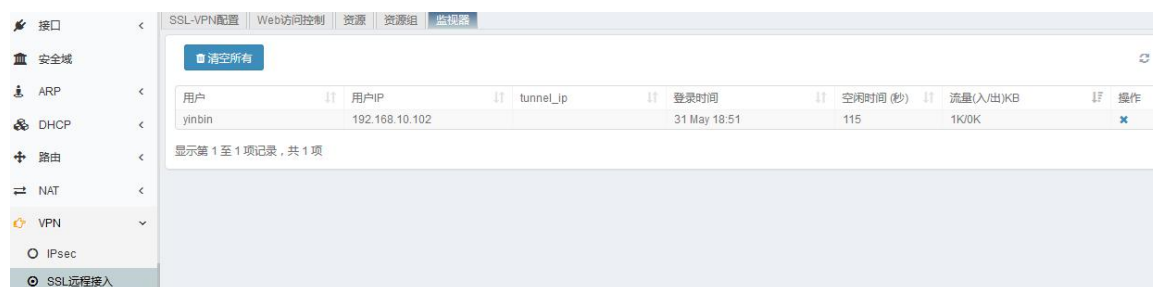 接口
安全域
ARP
DHCP
路由
NAT
VPN
IPsec
SSL远程接入
SSL-VPN配置 Web访问控制 资源 资源组 监视器
清空所有
用户 用户IP tunnel_ip 登录时间 空闲时间 (秒) 流量(入/出)KB 操作
yinbin 192.168.10.102 31 May 18:51 115 1K/0K
显示第 1 至 1 项记录，共 1 项